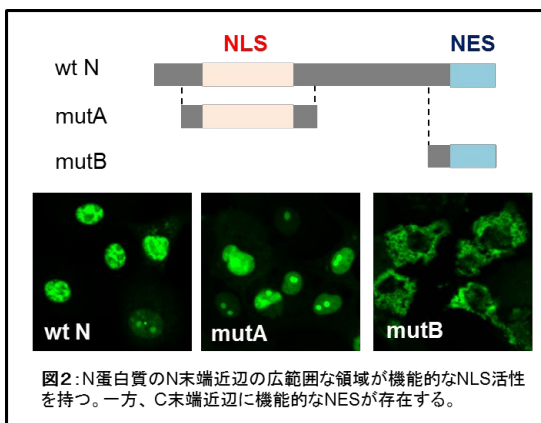 NLS NES
wt N
mutA
mutB
wt N mutA mutB
図2：N蛋白質のN末端近辺の広範囲な領域が機能的なNLS活性
を持つ。一方、C末端近辺に機能的なNESが存在する。